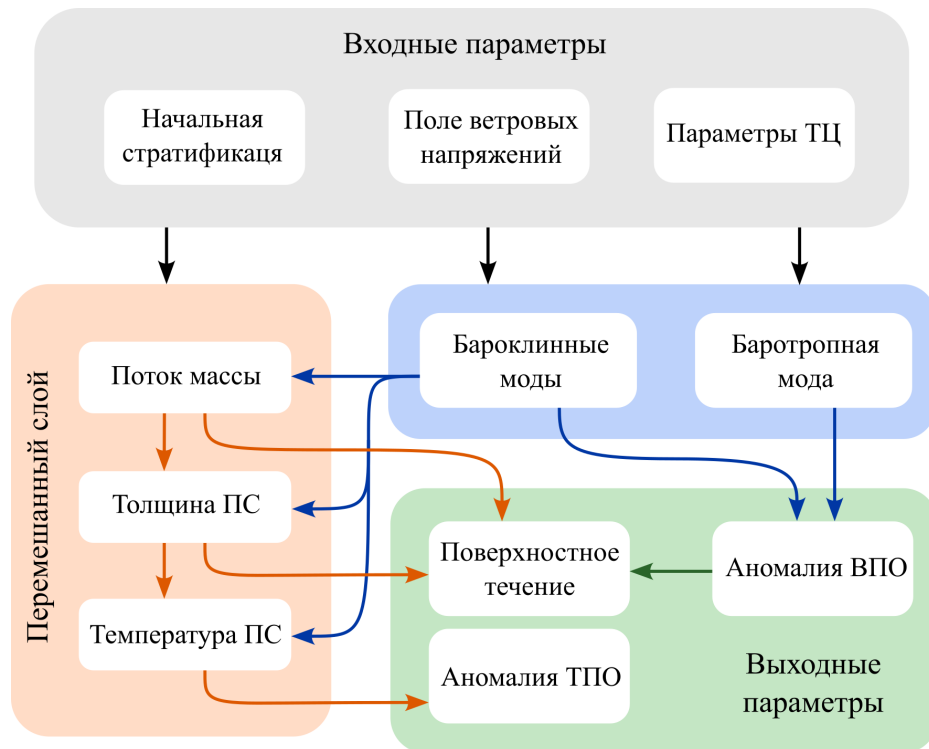 Входные параметры
Начальная
стратификаця
Поле ветровых
напряжений
Параметры ТЦ
Перемешанный слой
Поток массы
Толщина ПС
Температура ПС
Бароклинные
моды
Баротропная
мода
Поверхностное
течение
Аномалия ВПО
Аномалия ТПО
Выходные
параметры